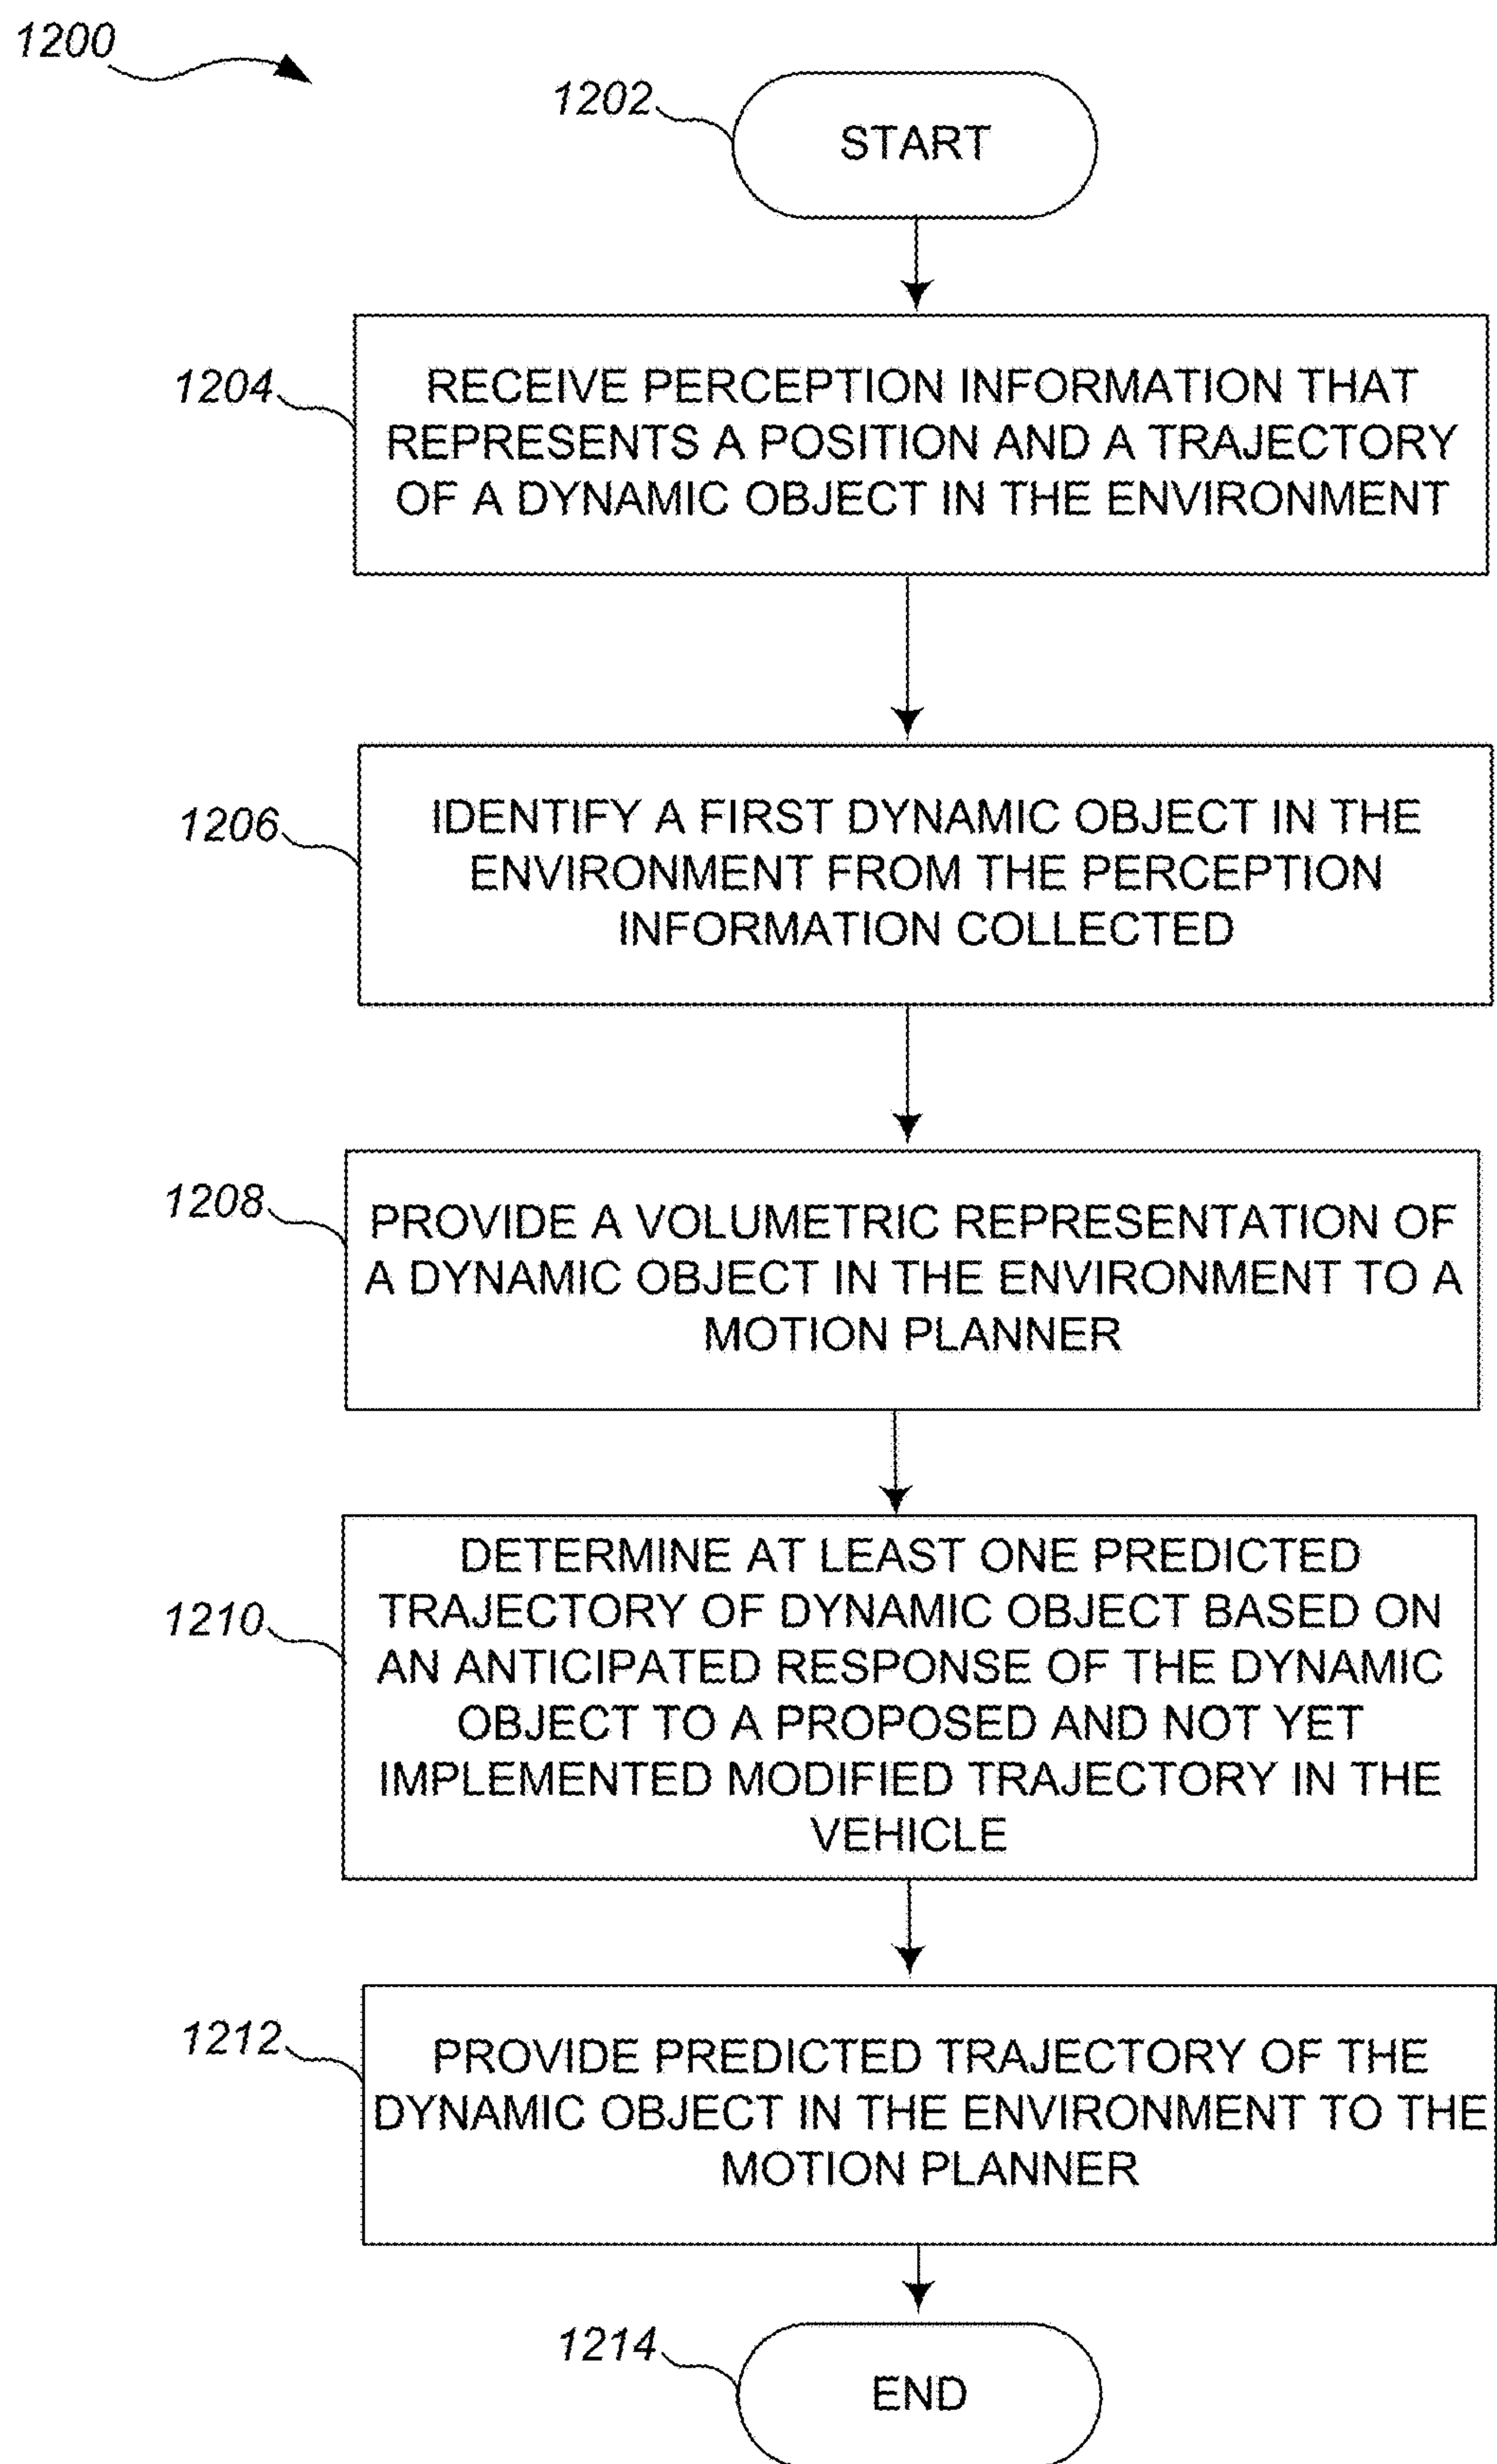 1200
1202
START
1204
RECEIVE PERCEPTION INFORMATION THAT
REPRESENTS A POSITION AND A TRAJECTORY
OF A DYNAMIC OBJECT IN THE ENVIRONMENT
1206
IDENTIFY A FIRST DYNAMIC OBJECT IN THE
ENVIRONMENT FROM THE PERCEPTION
INFORMATION COLLECTED
1208
PROVIDE A VOLUMETRIC REPRESENTATION OF
A DYNAMIC OBJECT IN THE ENVIRONMENT TO A
MOTION PLANNER
1210
DETERMINE AT LEAST ONE PREDICTED
TRAJECTORY OF DYNAMIC OBJECT BASED ON
AN ANTICIPATED RESPONSE OF THE DYNAMIC
OBJECT TO A PROPOSED AND NOT YET
IMPLEMENTED MODIFIED TRAJECTORY IN THE
VEHICLE
1212
PROVIDE PREDICTED TRAJECTORY OF THE
DYNAMIC OBJECT IN THE ENVIRONMENT TO THE
MOTION PLANNER
1214
END